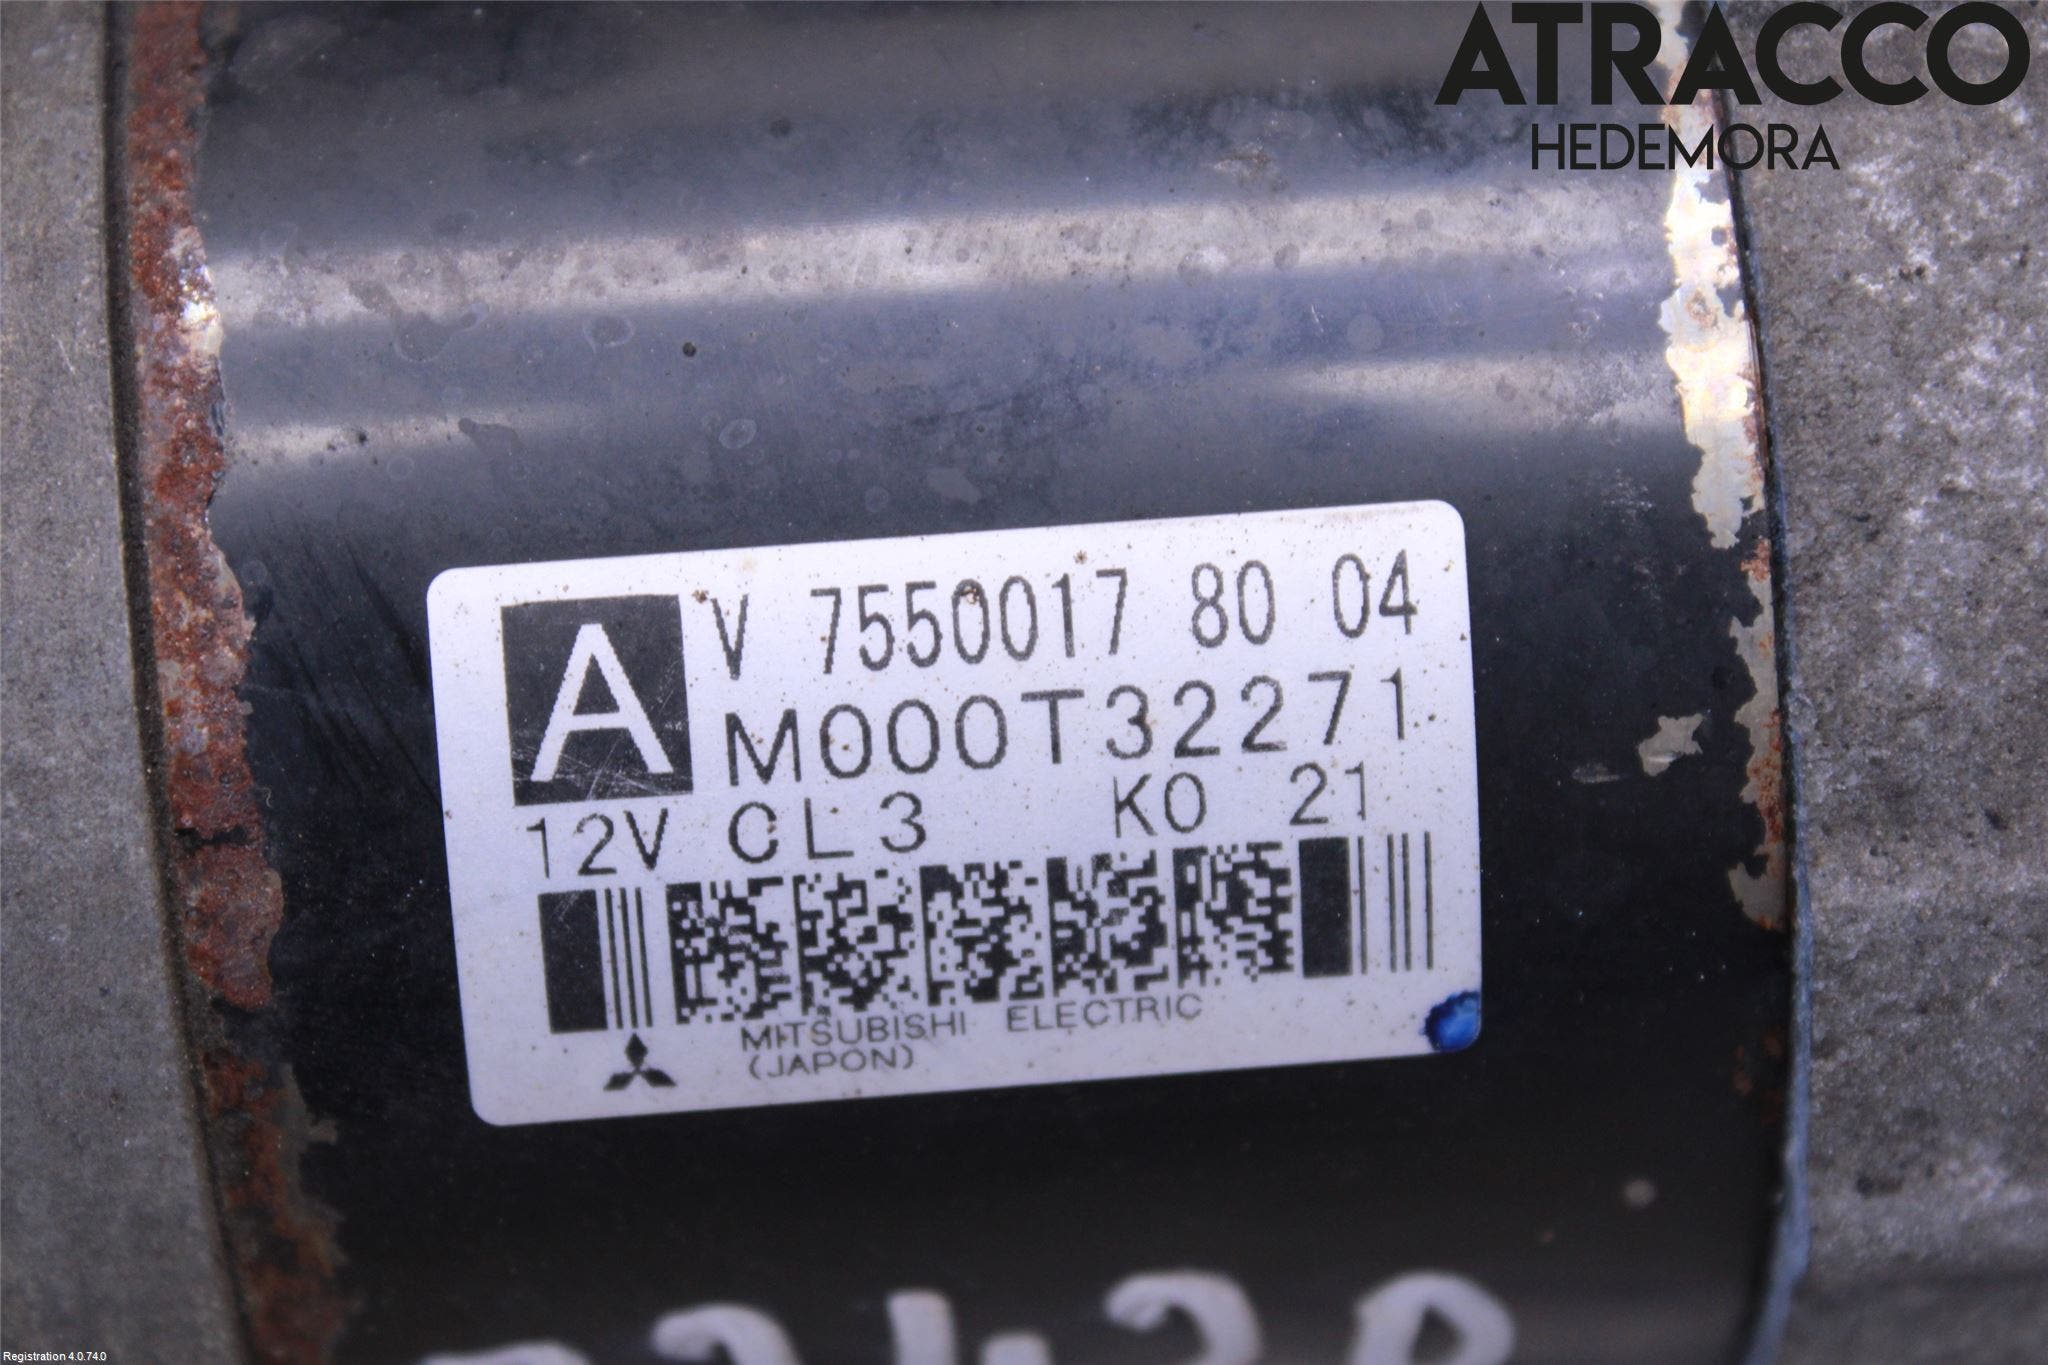 ATRACCO
HEDEMORA
A
V 7550017 80 04
M000T32271
12V CL3 K0 21
MITSUBISHI ELECTRIC
(JAPON)
Registration 4.0.74.0